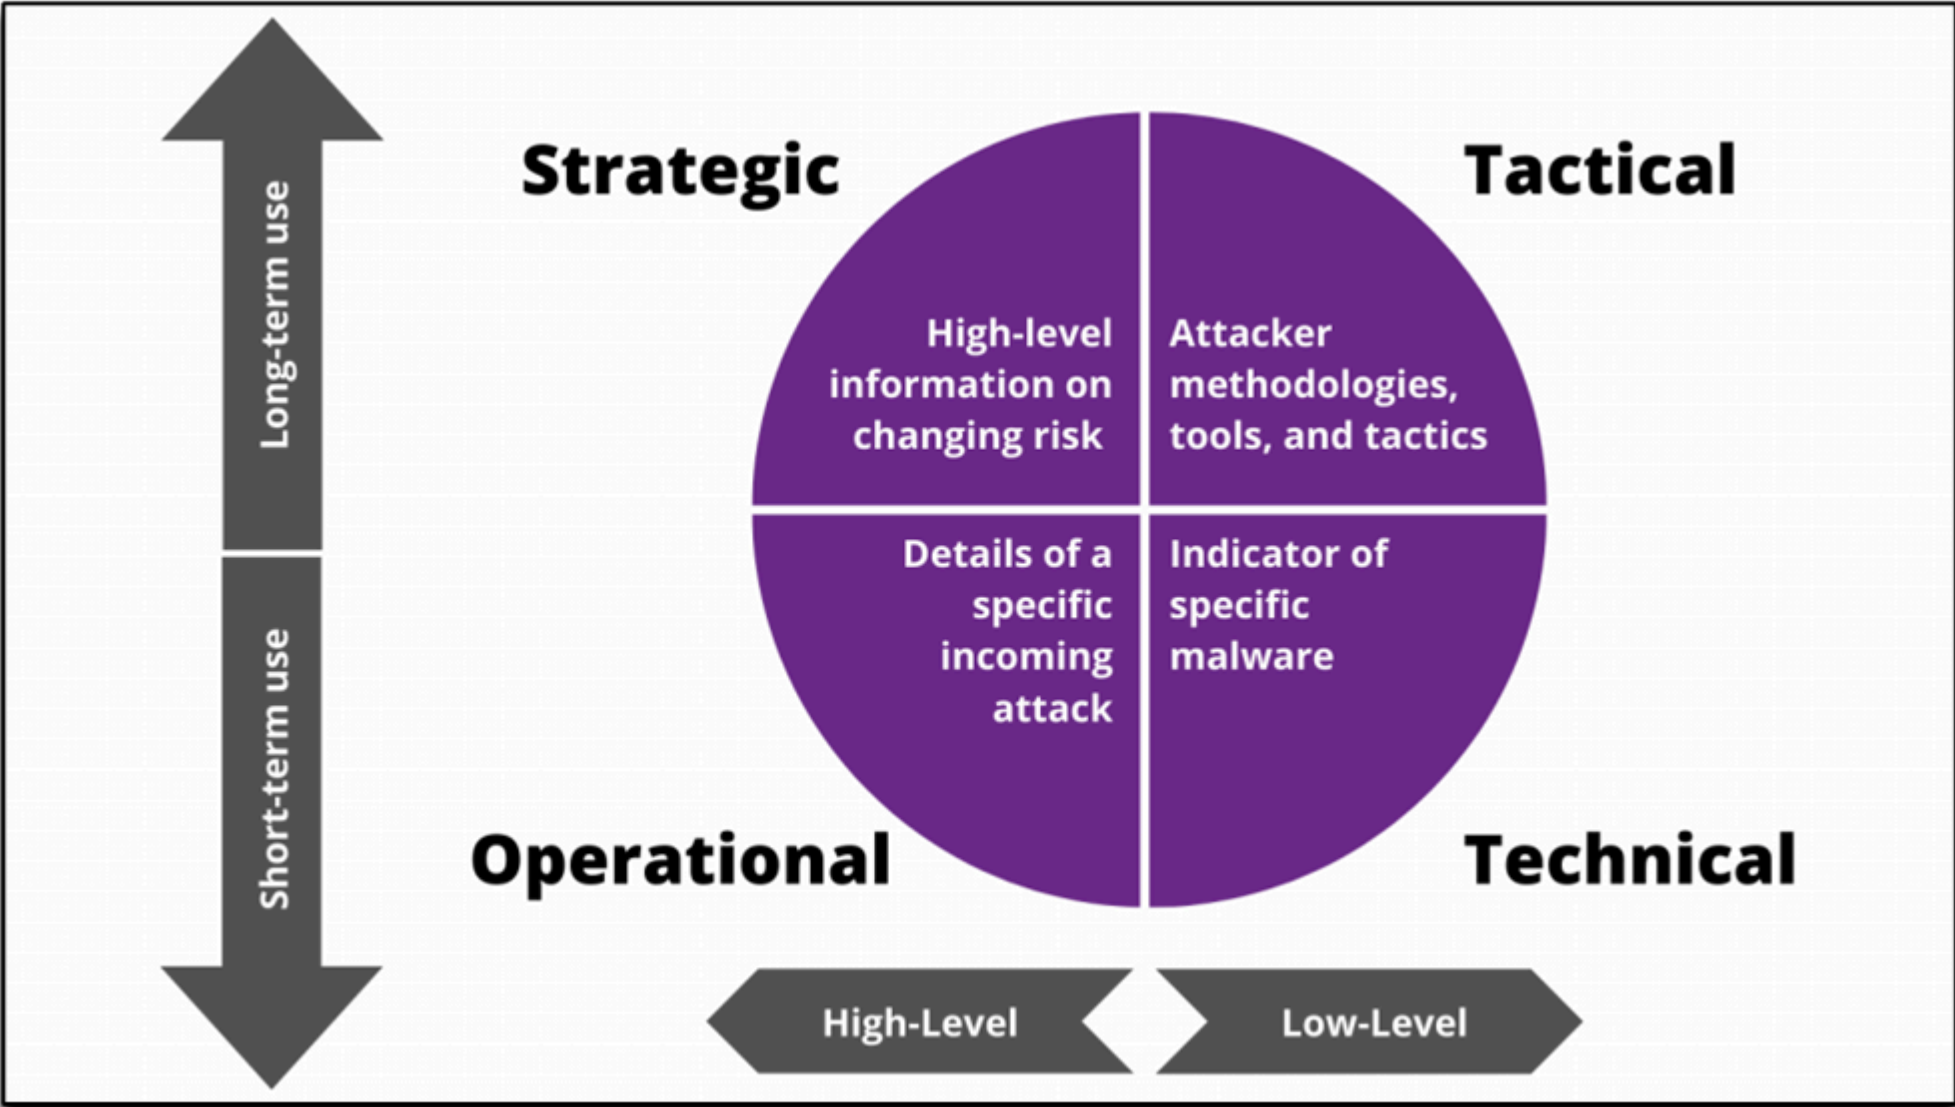 Strategic
Tactical
Long-term use
High-level
information on
changing risk
Attacker
methodologies,
tools, and tactics
Short-term use
Details of a
specific
incoming
attack
Indicator of
specific
malware
Operational
Technical
High-Level
Low-Level